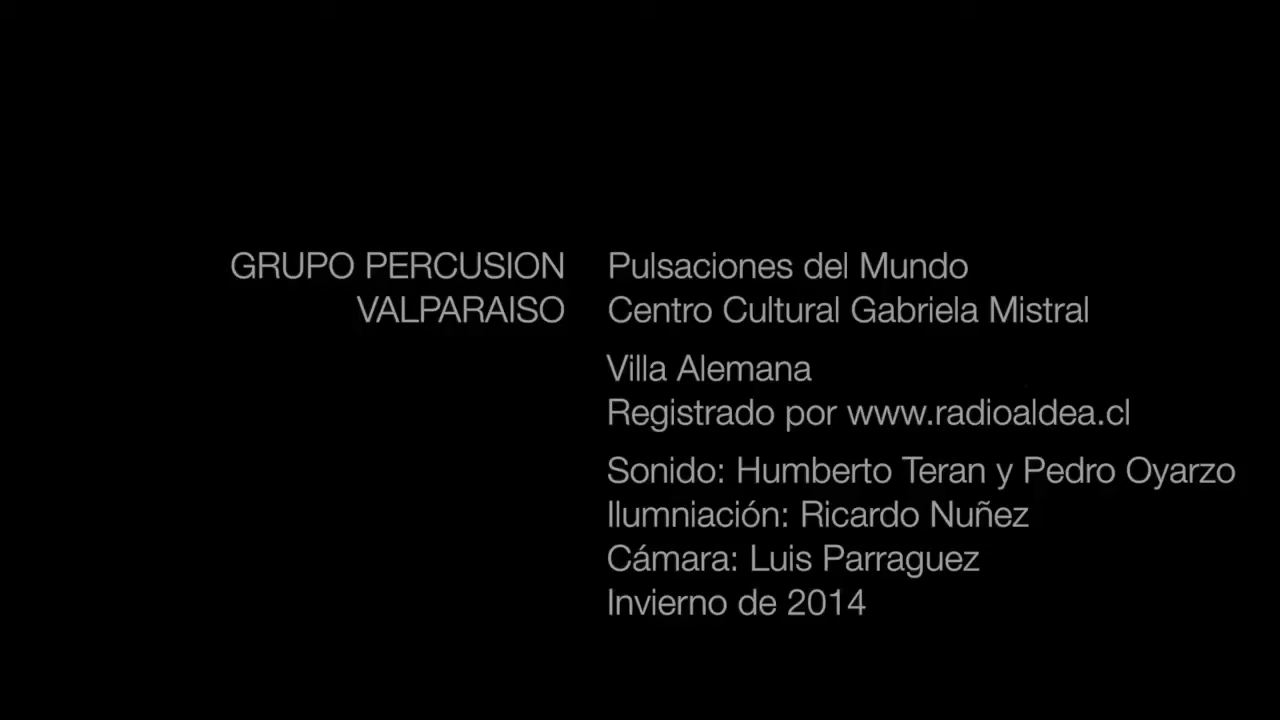 GRUPO PERCUSION
VALPARAISO
Pulsaciones del Mundo
Centro Cultural Gabriela Mistral
Villa Alemana
Registrado por www.radioaldea.cl
Sonido: Humberto Teran y Pedro Oyarzo
Ilumniación: Ricardo Nuñez
Cámara: Luis Parraguez
Invierno de 2014